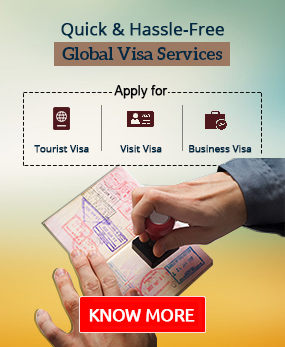 Quick & Hassle-Free
Global Visa Services
Apply for
Tourist Visa
Visit Visa
Business Visa
KNOW MORE